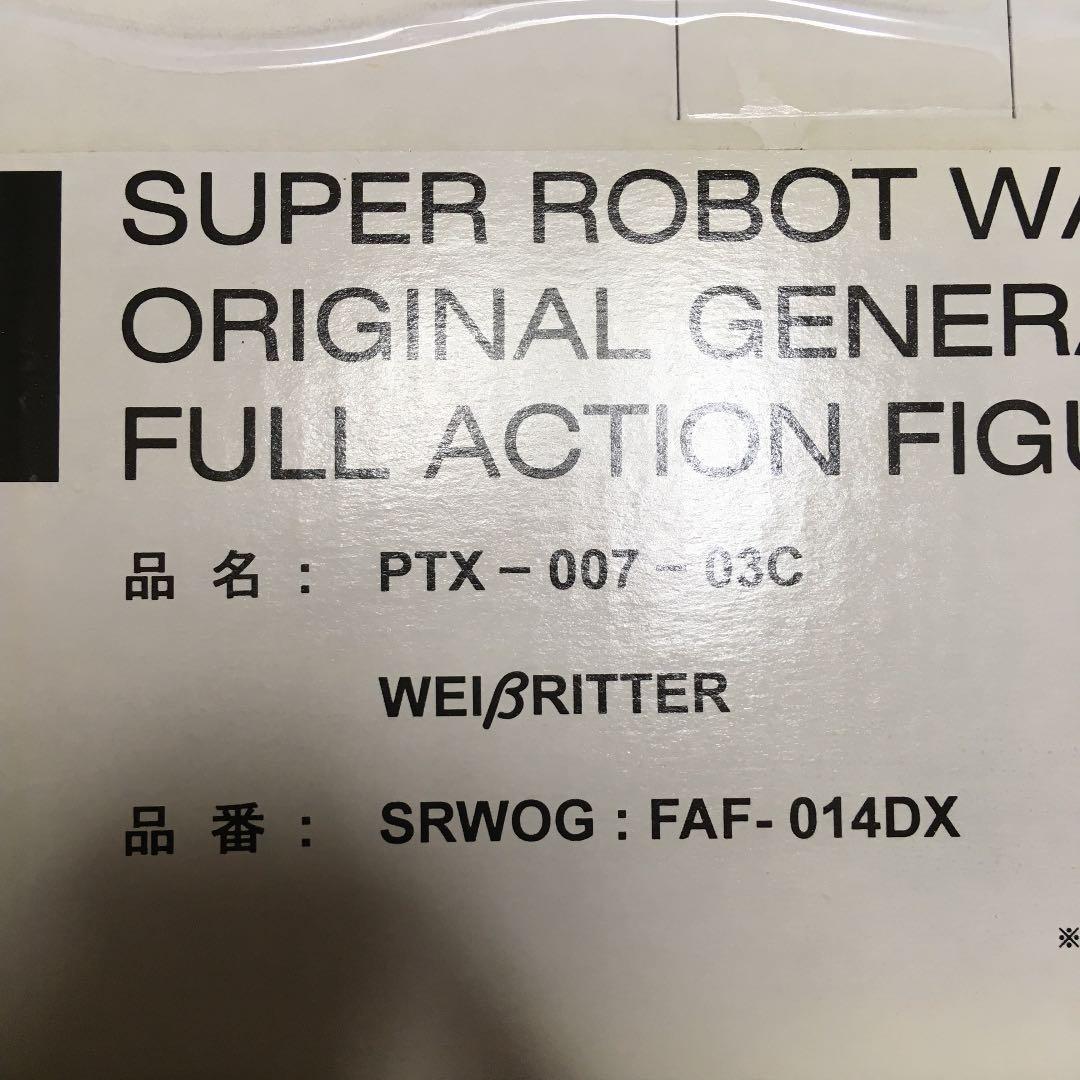 SUPER ROBOT WA
ORIGINAL GENERA
FULL ACTION FIGU
品名： PTX－007－03C
WEIβRITTER
品番： SRWOG：FAF-014DX
※